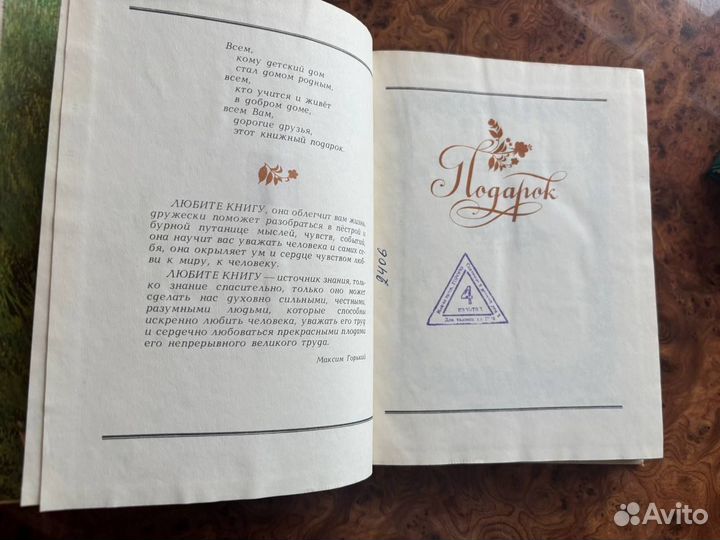 Всем,
кому детский дом
стал домом родным,
всем,
кто учится и живёт
в добром доме,
всем Вам,
дорогие друзья,
этот книжный подарок.
ЛЮБИТЕ КНИГУ, она облегчит вам жизнь,
дружески поможет разобраться в пёстрой и
бурной путанице мыслей, чувств, событий,
она научит вас уважать человека и самих се-
бя, она окрыляет ум и сердце чувством люб-
ви к миру, к человеку.
ЛЮБИТЕ КНИГУ — источник знания, толь-
ко знание спасительно, только оно может
сделать нас духовно сильными, честными,
разумными людьми, которые способны
искренно любить человека, уважать его труд
и сердечно любоваться прекрасными плодами
его непрерывного великого труда.
Максим Горький
2406
Подарок
4
Avito